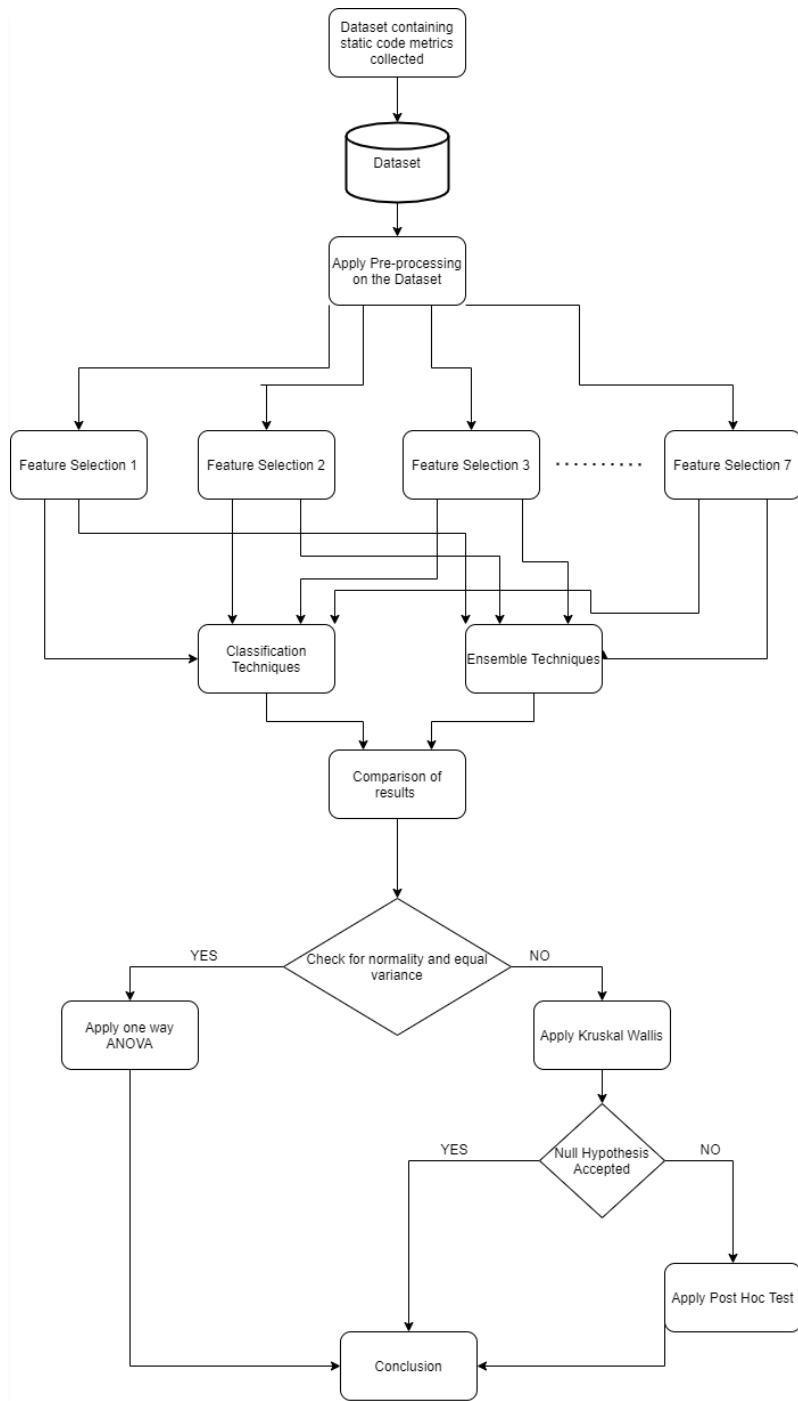 Dataset containing
static code metrics
collected
Dataset
Apply Pre-processing
on the Dataset
Feature Selection 1
Feature Selection 2
Feature Selection 3
..........
Feature Selection 7
Classification
Techniques
Ensemble Techniques
Comparison of
results
YES
Check for normality and equal
variance
NO
Apply one way
ANOVA
Apply Kruskal Wallis
YES
Null Hypothesis
Accepted
NO
Apply Post Hoc Test
Conclusion